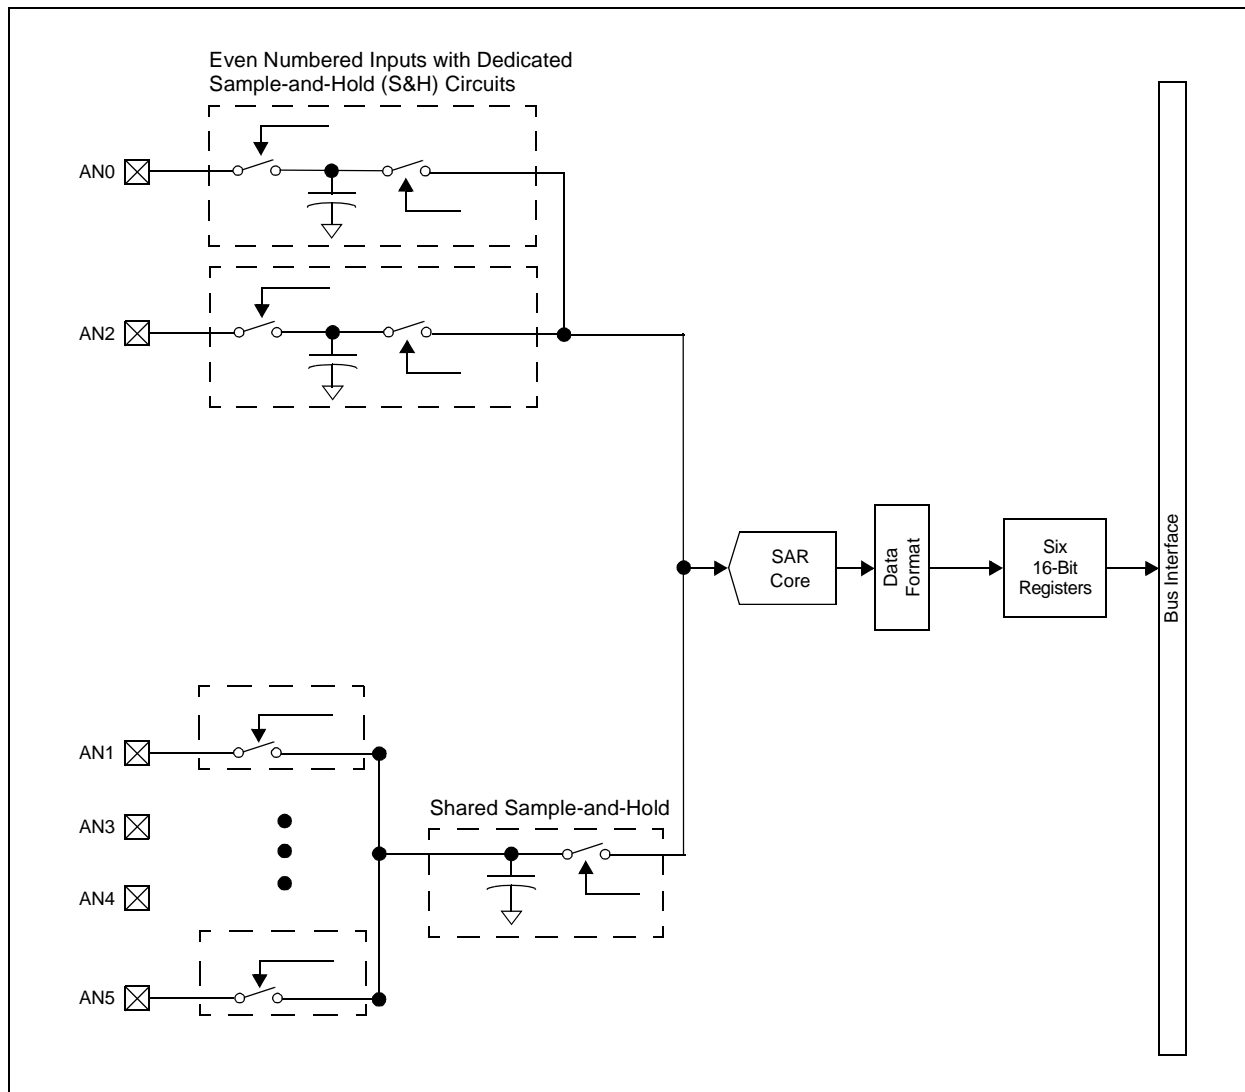 Even Numbered Inputs with Dedicated
Sample-and-Hold (S&H) Circuits
AN0
AN2
SAR
Core
Data
Format
Six
16-Bit
Registers
Bus Interface
AN1
Shared Sample-and-Hold
AN3
AN4
AN5